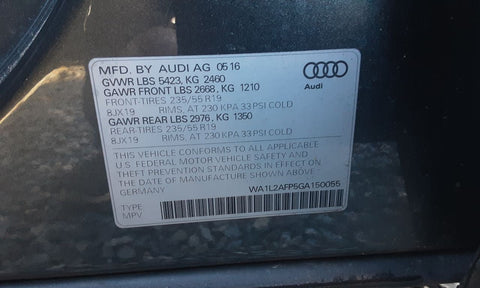 MFD. BY AUDI AG 05 16
GVWR LBS 5423, KG 2460
GAWR FRONT LBS 2668, KG 1210
FRONT-TIRES 235/55 R19
8JX19 RIMS, AT 230 KPA 33 PSI COLD
GAWR REAR LBS 2976, KG 1350
REAR-TIRES 235/55 R19
8JX19 RIMS, AT 230 KPA 33 PSI COLD
THIS VEHICLE CONFORMS TO ALL APPLICABLE
U.S. FEDERAL MOTOR VEHICLE SAFETY AND
THEFT PREVENTION STANDARDS IN EFFECT ON
THE DATE OF MANUFACTURE SHOWN ABOVE.
GERMANY WA1L2AFP5GA150055
TYPE
MPV
Audi